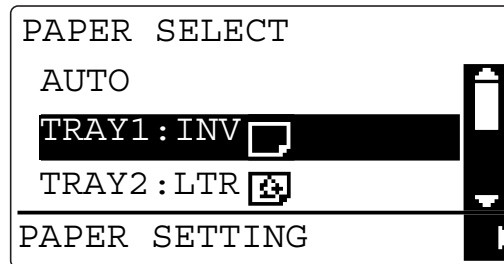 PAPER SELECT
AUTO
TRAY1:INV
TRAY2:LTR
PAPER SETTING